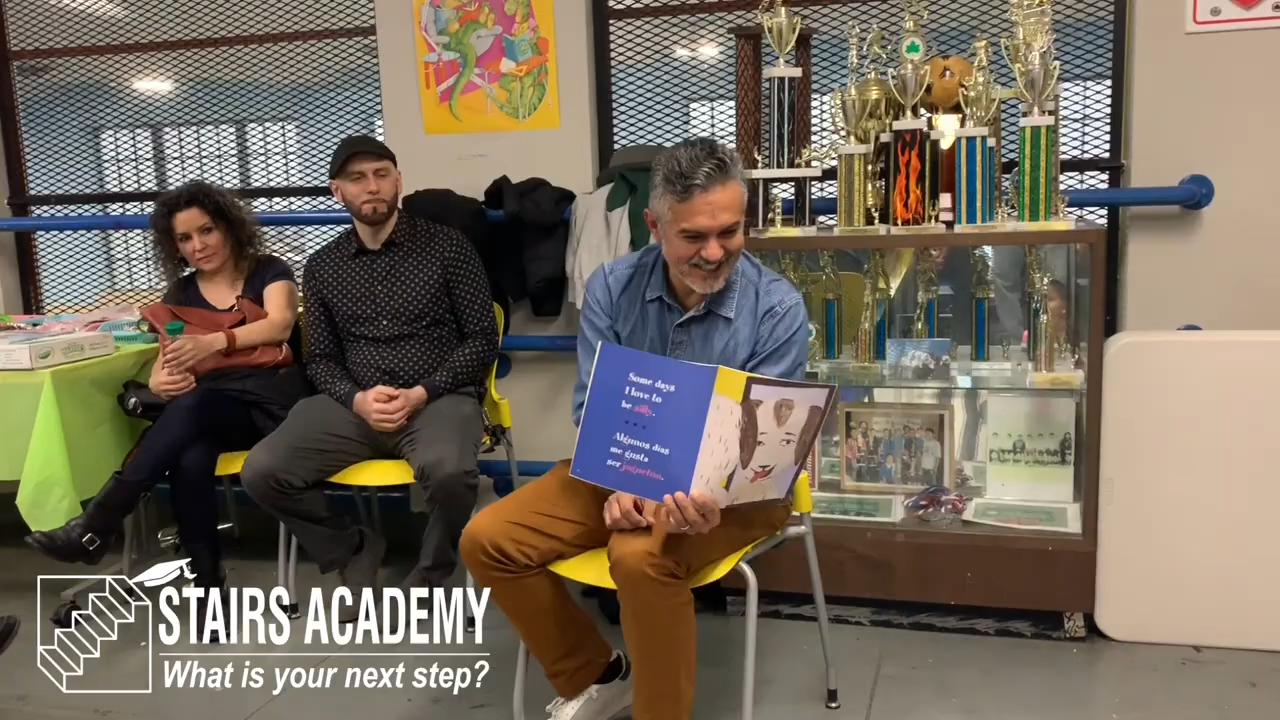 Some days
I love to
be silly.
Algunos días
me gusta
ser juguetón.
STAIRS ACADEMY
What is your next step?